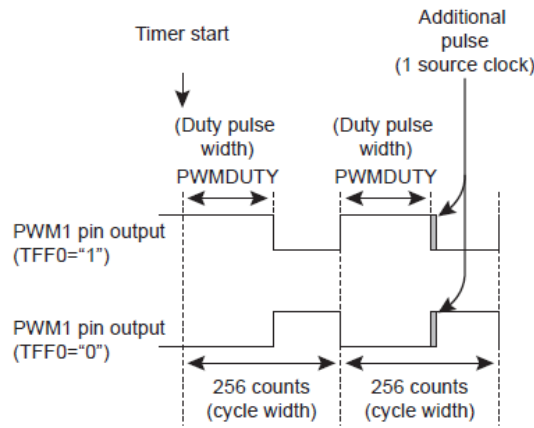 Timer start
Additional
pulse
(1 source clock)
(Duty pulse
width)
PWMDUTY
(Duty pulse
width)
PWMDUTY
PWM1 pin output
(TFF0=“1”)
PWM1 pin output
(TFF0=“0”)
256 counts
(cycle width)
256 counts
(cycle width)